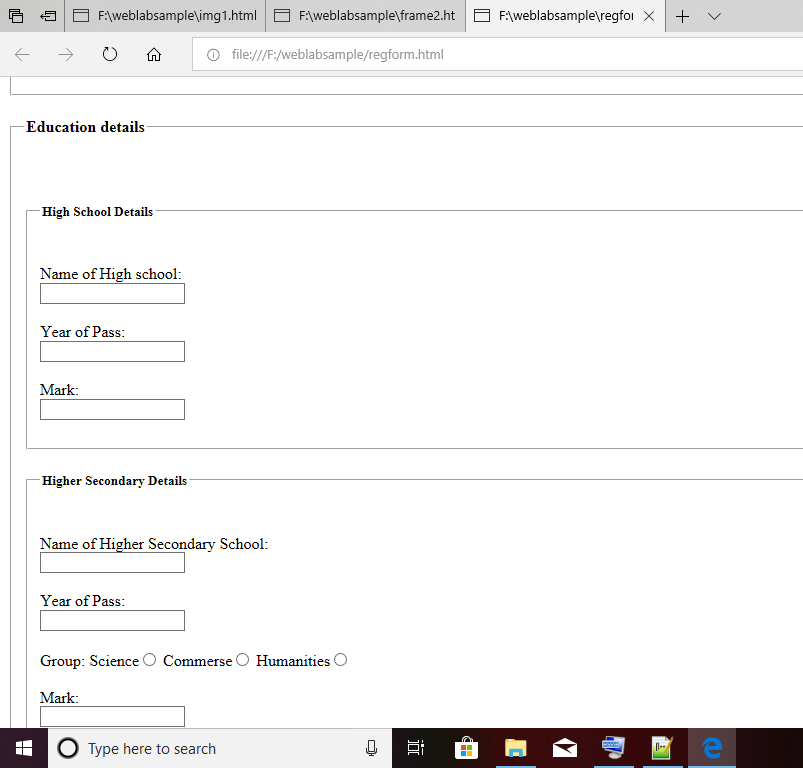 F:\weblabsample\img1.html
F:\weblabsample\frame2.ht
F:\weblabsample\regfor
file:///F:/weblabsample/regform.html
Education details
High School Details
Name of High school:
Year of Pass:
Mark:
Higher Secondary Details
Name of Higher Secondary School:
Year of Pass:
Group: Science Commerse Humanities
Mark:
Type here to search